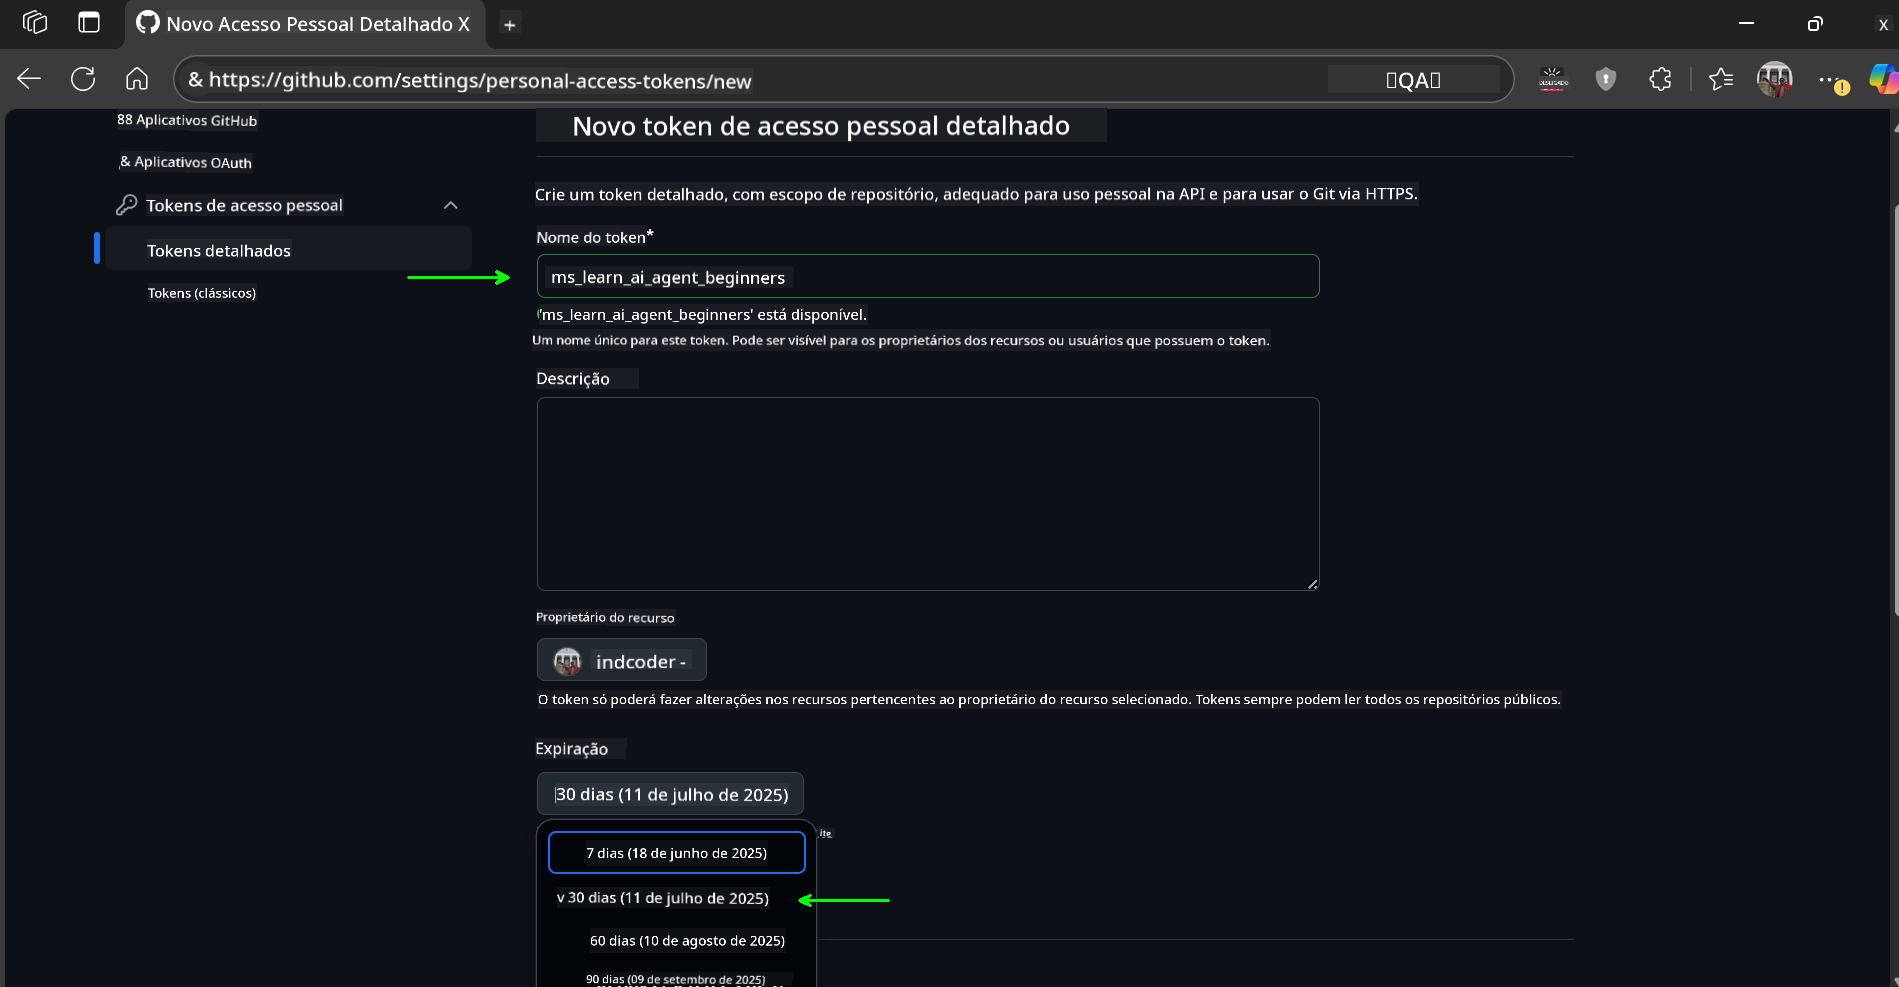 Novo Acesso Pessoal Detalhado X
+
X
& https://github.com/settings/personal-access-tokens/new
QA
88 Aplicativos GitHub
& Aplicativos OAuth
Tokens de acesso pessoal
Tokens detalhados
Tokens (clássicos)
Novo token de acesso pessoal detalhado
Crie um token detalhado, com escopo de repositório, adequado para uso pessoal na API e para usar o Git via HTTPS.
Nome do token*
ms_learn_ai_agent_beginners
'ms_learn_ai_agent_beginners' está disponível.
Um nome único para este token. Pode ser visível para os proprietários dos recursos ou usuários que possuem o token.
Descrição
Proprietário do recurso
indcoder -
O token só poderá fazer alterações nos recursos pertencentes ao proprietário do recurso selecionado. Tokens sempre podem ler todos os repositórios públicos.
Expiração
30 dias (11 de julho de 2025)
7 dias (18 de junho de 2025)
v 30 dias (11 de julho de 2025)
60 dias (10 de agosto de 2025)
90 dias (09 de setembro de 2025)